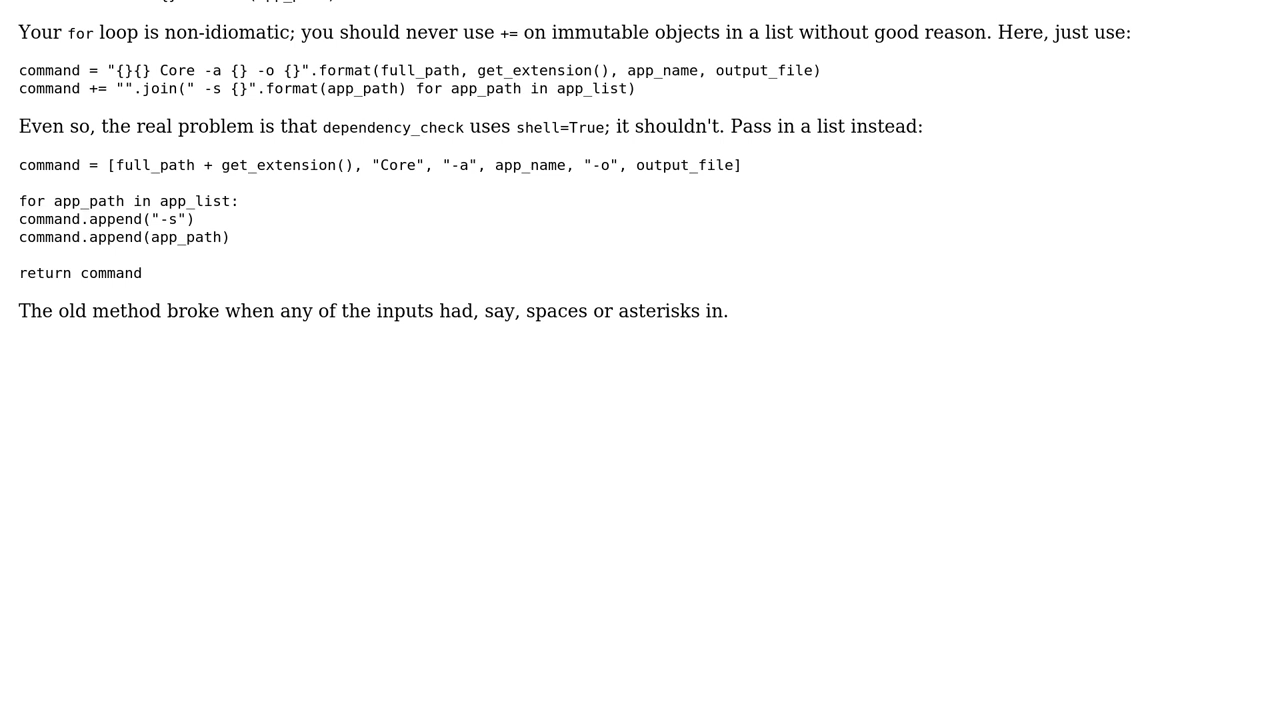 Your for loop is non-idiomatic; you should never use += on immutable objects in a list without good reason. Here, just use:
command = "{}{} Core -a {} -o {}".format(full_path, get_extension(), app_name, output_file)
command += "".join(" -s {}".format(app_path) for app_path in app_list)
Even so, the real problem is that dependency_check uses shell=True; it shouldn't. Pass in a list instead:
command = [full_path + get_extension(), "Core", "-a", app_name, "-o", output_file]
for app_path in app_list:
command.append("-s")
command.append(app_path)
return command
The old method broke when any of the inputs had, say, spaces or asterisks in.